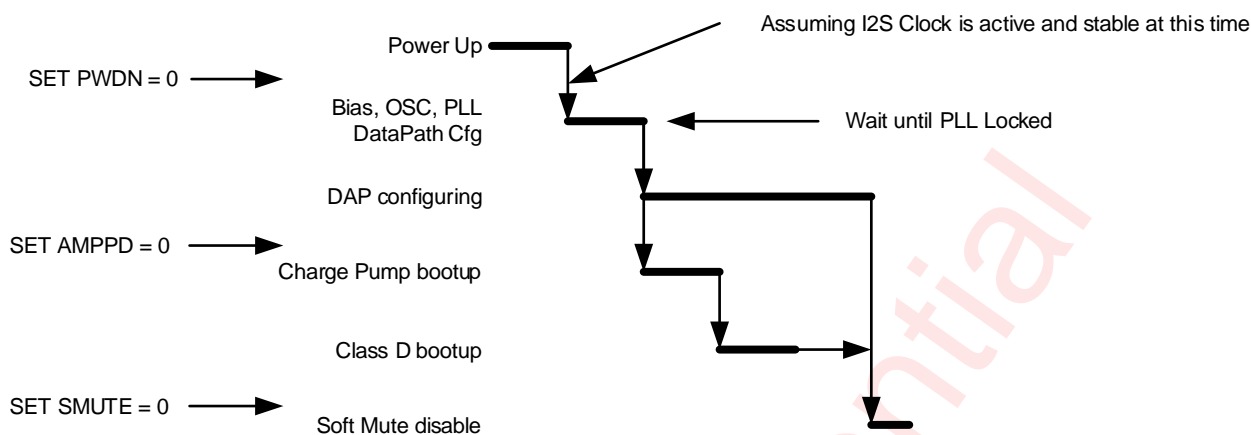 Assuming I2S Clock is active and stable at this time
Power Up
SET PWDN = 0
Bias, OSC, PLL
DataPath Cfg
Wait until PLL Locked
DAP configuring
SET AMPPD = 0
Charge Pump bootup
Class D bootup
SET SMUTE = 0
Soft Mute disable
ential